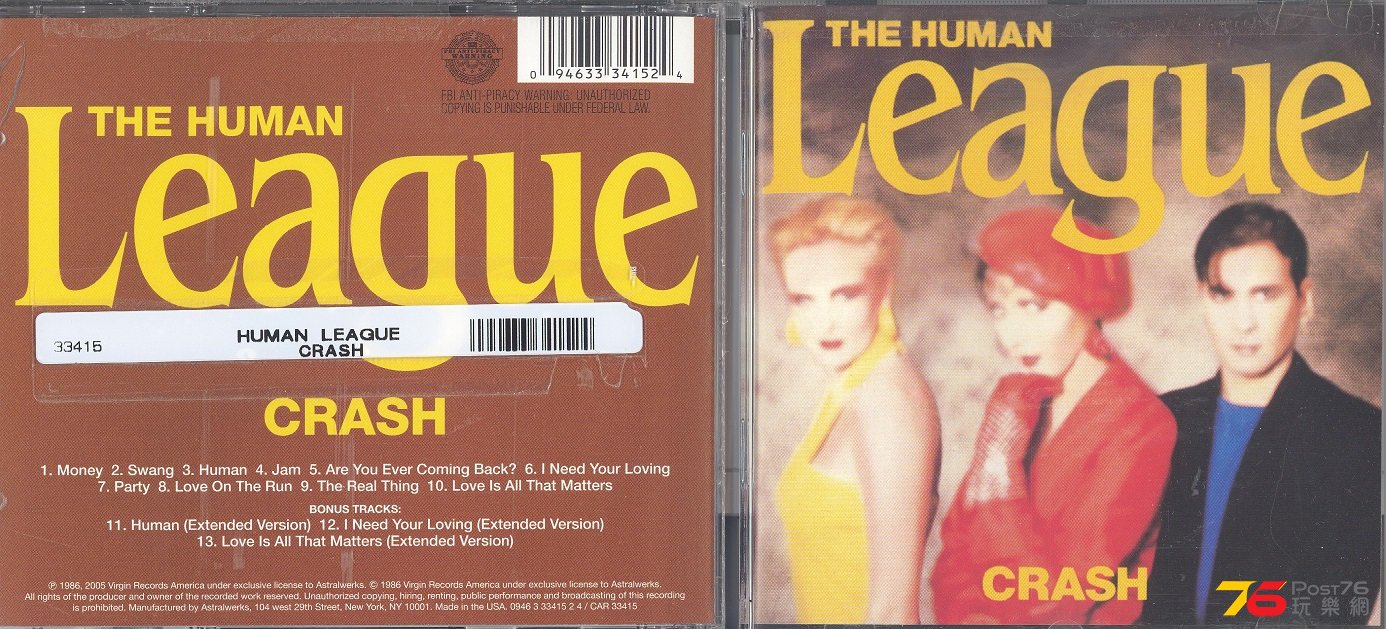 FBI ANTI-PIRACY
WARNING
0 94633 34152 4
FBI ANTI-PIRACY WARNING: UNAUTHORIZED
COPYING IS PUNISHABLE UNDER FEDERAL LAW.
THE HUMAN
League
33415
HUMAN LEAGUE
CRASH
CRASH
1. Money 2. Swang 3. Human 4. Jam 5. Are You Ever Coming Back? 6. I Need Your Loving
7. Party 8. Love On The Run 9. The Real Thing 10. Love Is All That Matters
BONUS TRACKS:
11. Human (Extended Version) 12. I Need Your Loving (Extended Version)
13. Love Is All That Matters (Extended Version)
℗ 1986, 2005 Virgin Records America under exclusive license to Astralwerks. © 1986 Virgin Records America under exclusive license to Astralwerks.
All rights of the producer and owner of the recorded work reserved. Unauthorized copying, hiring, renting, public performance and broadcasting of this recording
is prohibited. Manufactured by Astralwerks, 104 west 29th Street, New York, NY 10001. Made in the USA. 0946 3 33415 2 4 / CAR 33415
THE HUMAN
League
CRASH
76 POST76
玩樂網